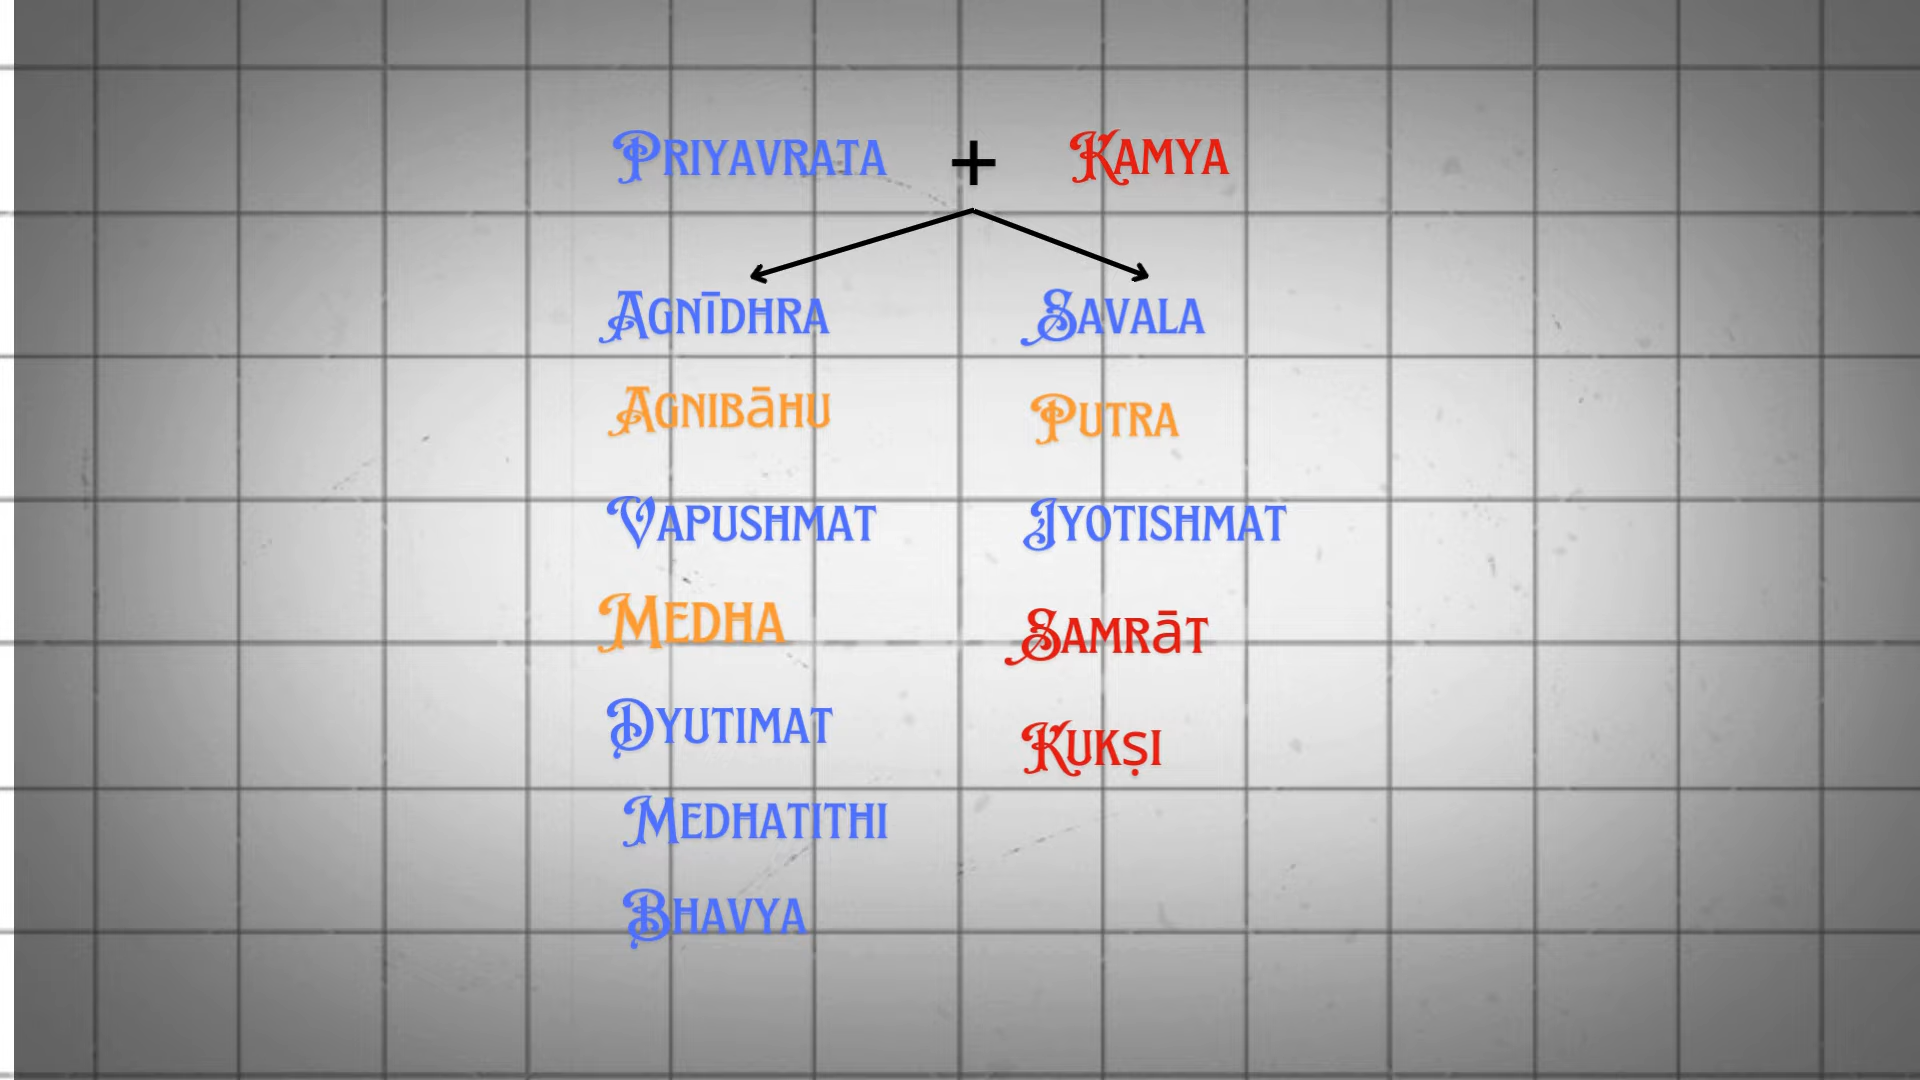 Priyavrata + Kamya
Agnīdhra Savala
Agnibāhu Putra
Vapushmat Jyotishmat
Medha Samrāt
Dyutimat Kukṣi
Medhatithi
Bhavya